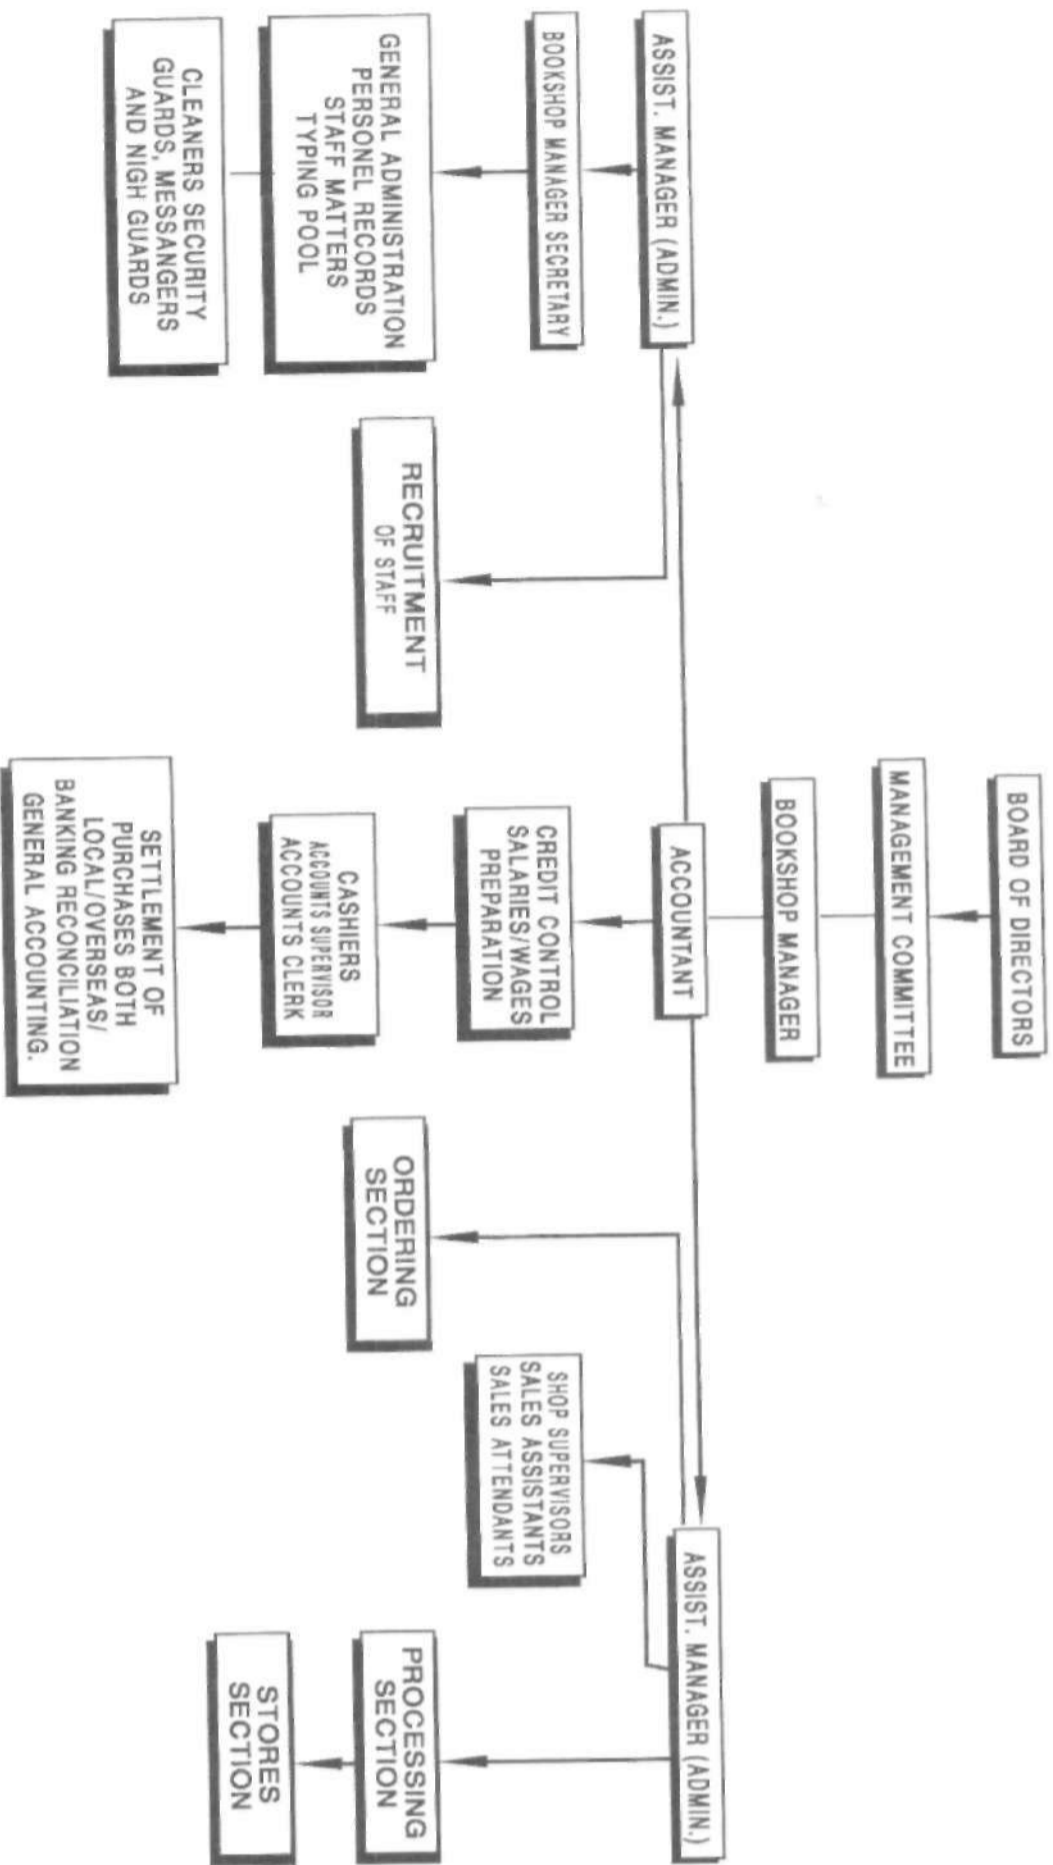 BOARD OF DIRECTORS
MANAGEMENT COMMITTEE
BOOKSHOP MANAGER
ASSIST. MANAGER (ADMIN.)
ACCOUNTANT
ASSIST. MANAGER (ADMIN.)
BOOKSHOP MANAGER SECRETARY
CREDIT CONTROL
SALARIES/WAGES
PREPARATION
SHOP SUPERVISORS
SALES ASSISTANTS
SALES ATTENDANTS
GENERAL ADMINISTRATION
PERSONEL RECORDS
STAFF MATTERS
TYPING POOL
RECRUITMENT
OF STAFF
CASHIERS
ACCOUNTS SUPERVISOR
ACCOUNTS CLERK
ORDERING
SECTION
PROCESSING
SECTION
CLEANERS SECURITY
GUARDS, MESSANGERS
AND NIGH GUARDS
SETTLEMENT OF
PURCHASES BOTH
LOCAL/OVERSEAS/
BANKING RECONCILIATION
GENERAL ACCOUNTING.
STORES
SECTION